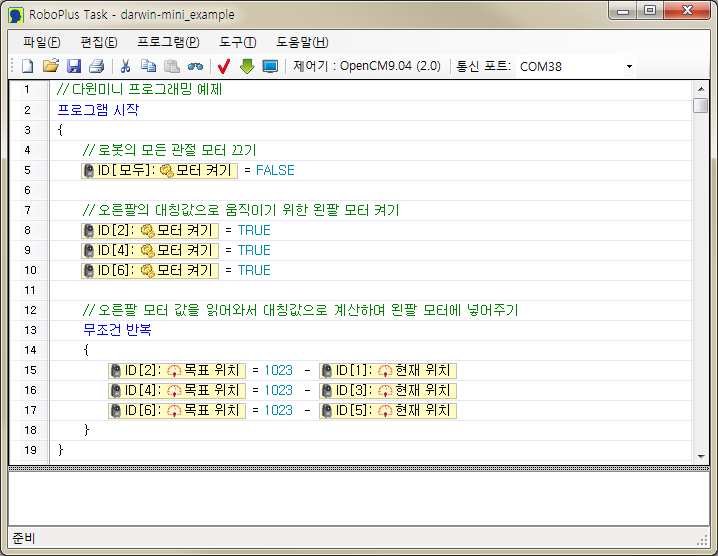 RoboPlus Task - darwin-mini_example
파일(F) 편집(E) 프로그램(P) 도구(T) 도움말(H)
제어기 : OpenCM9.04 (2.0) 통신 포트: COM38
1 // 다윈미니 프로그래밍 예제
2 프로그램 시작
3 {
4 // 로봇의 모든 관절 모터 끄기
5 ID[모두]: 모터 켜기 = FALSE
6
7 // 오른팔의 대칭값으로 움직이기 위한 왼팔 모터 켜기
8 ID[2]: 모터 켜기 = TRUE
9 ID[4]: 모터 켜기 = TRUE
10 ID[6]: 모터 켜기 = TRUE
11
12 // 오른팔 모터 값을 읽어와서 대칭값으로 계산하여 왼팔 모터에 넣어주기
13 무조건 반복
14 {
15 ID[2]: 목표 위치 = 1023 - ID[1]: 현재 위치
16 ID[4]: 목표 위치 = 1023 - ID[3]: 현재 위치
17 ID[6]: 목표 위치 = 1023 - ID[5]: 현재 위치
18 }
19 }
준비